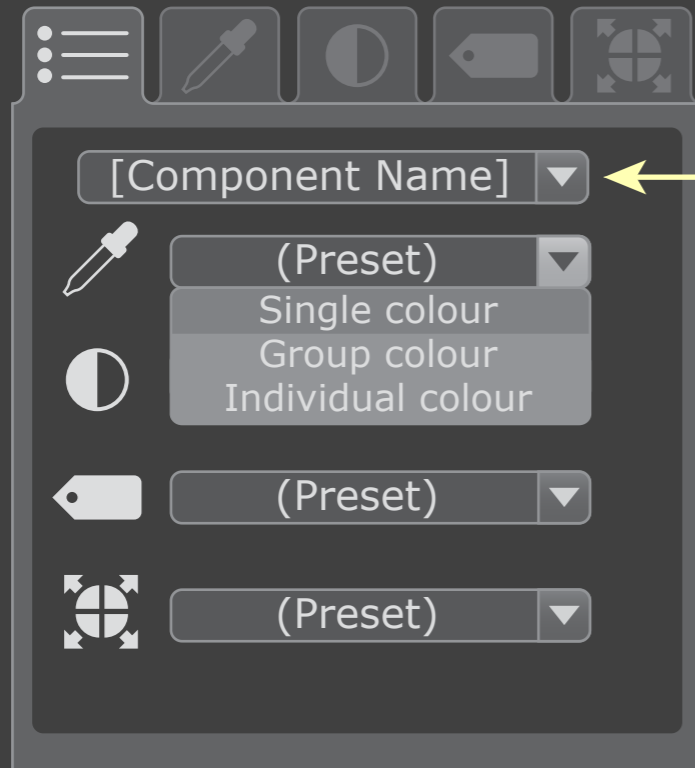 [Component Name]
(Preset)
Single colour
Group colour
Individual colour
(Preset)
(Preset)